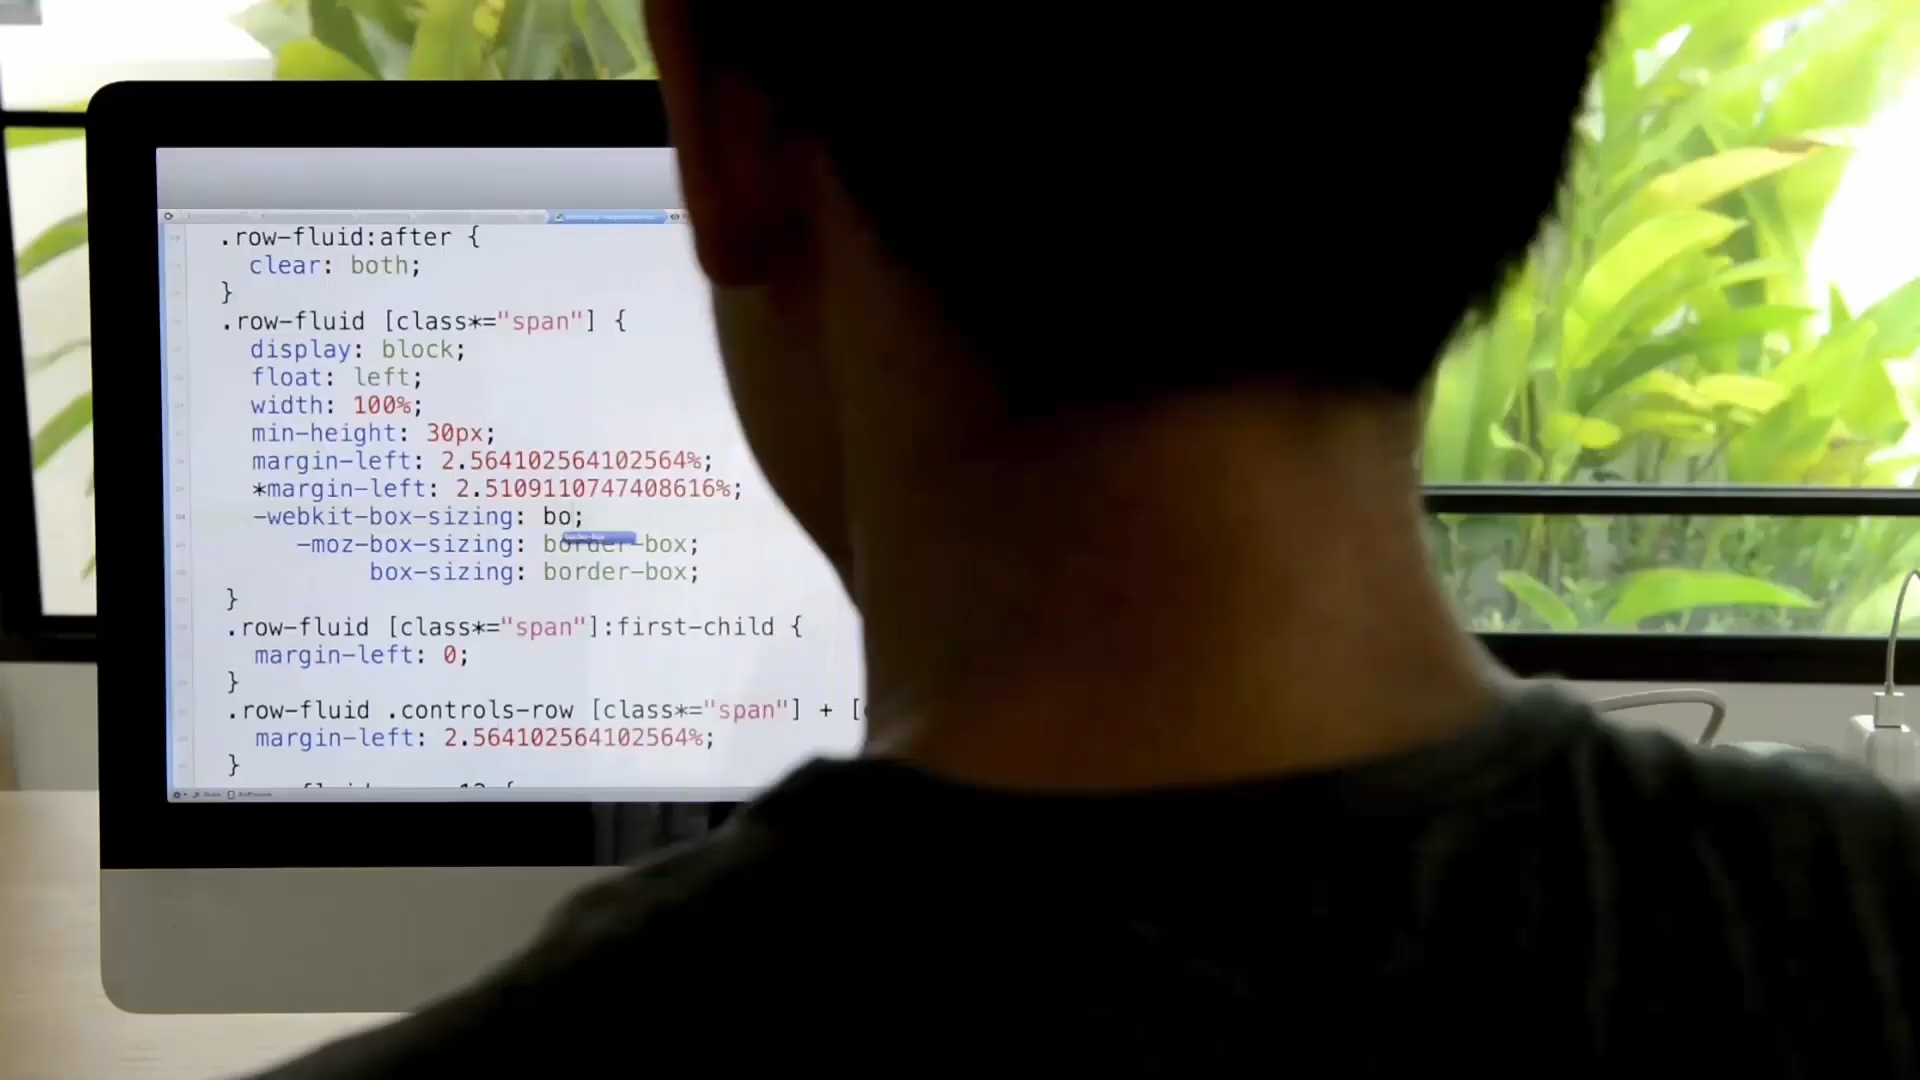 .row-fluid:after {
clear: both;
}
.row-fluid [class*="span"] {
display: block;
float: left;
width: 100%;
min-height: 30px;
margin-left: 2.564102564102564%;
*margin-left: 2.5109110747408616%;
-webkit-box-sizing: bo;
-moz-box-sizing: border-box;
box-sizing: border-box;
}
.row-fluid [class*="span"]:first-child {
margin-left: 0;
}
.row-fluid .controls-row [class*="span"] + [
margin-left: 2.564102564102564%;
}